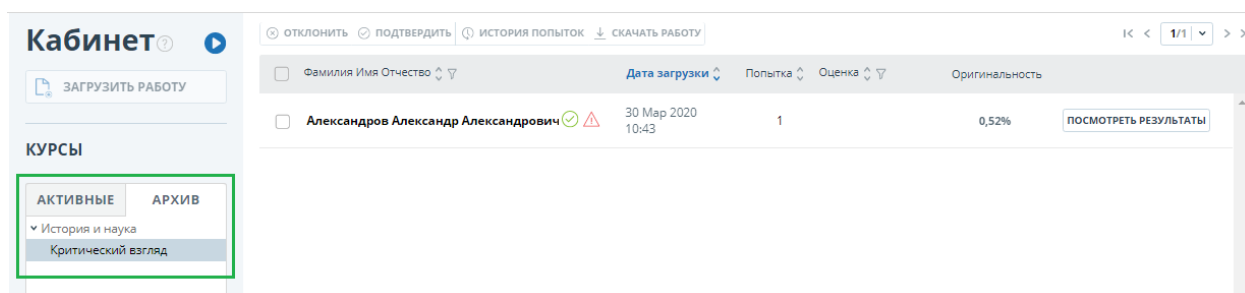 Кабинет
ЗАГРУЗИТЬ РАБОТУ
КУРСЫ
АКТИВНЫЕ АРХИВ
История и наука
Критический взгляд
ОТКЛОНИТЬ ПОДТВЕРДИТЬ ИСТОРИЯ ПОПЫТОК СКАЧАТЬ РАБОТУ
1/1
Фамилия Имя Отчество Дата загрузки Попытка Оценка Оригинальность
Александров Александр Александрович 30 Мар 2020 1 0,52% ПОСМОТРЕТЬ РЕЗУЛЬТАТЫ
10:43